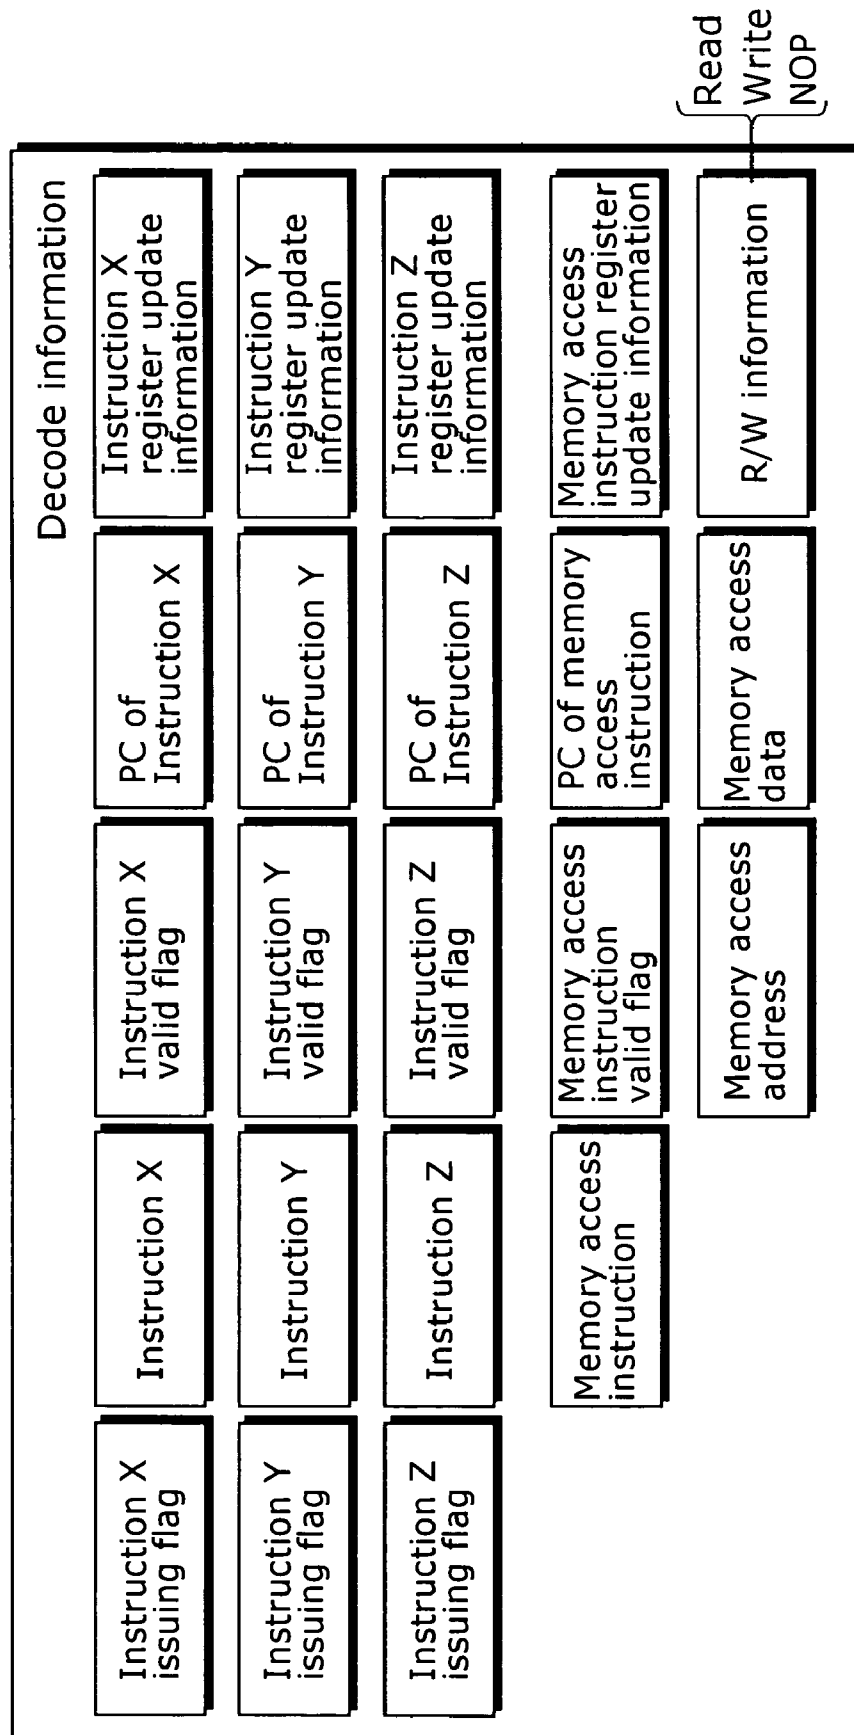 Decode information
Instruction X
issuing flag
Instruction X
Instruction X
valid flag
PC of
Instruction X
Instruction X
register update
information
Instruction Y
issuing flag
Instruction Y
Instruction Y
valid flag
PC of
Instruction Y
Instruction Y
register update
information
Instruction Z
issuing flag
Instruction Z
Instruction Z
valid flag
PC of
Instruction Z
Instruction Z
register update
information
Memory access
instruction
Memory access
instruction
valid flag
PC of memory
access
instruction
Memory access
instruction register
update information
Memory access
address
Memory access
data
R/W information
Read
Write
NOP